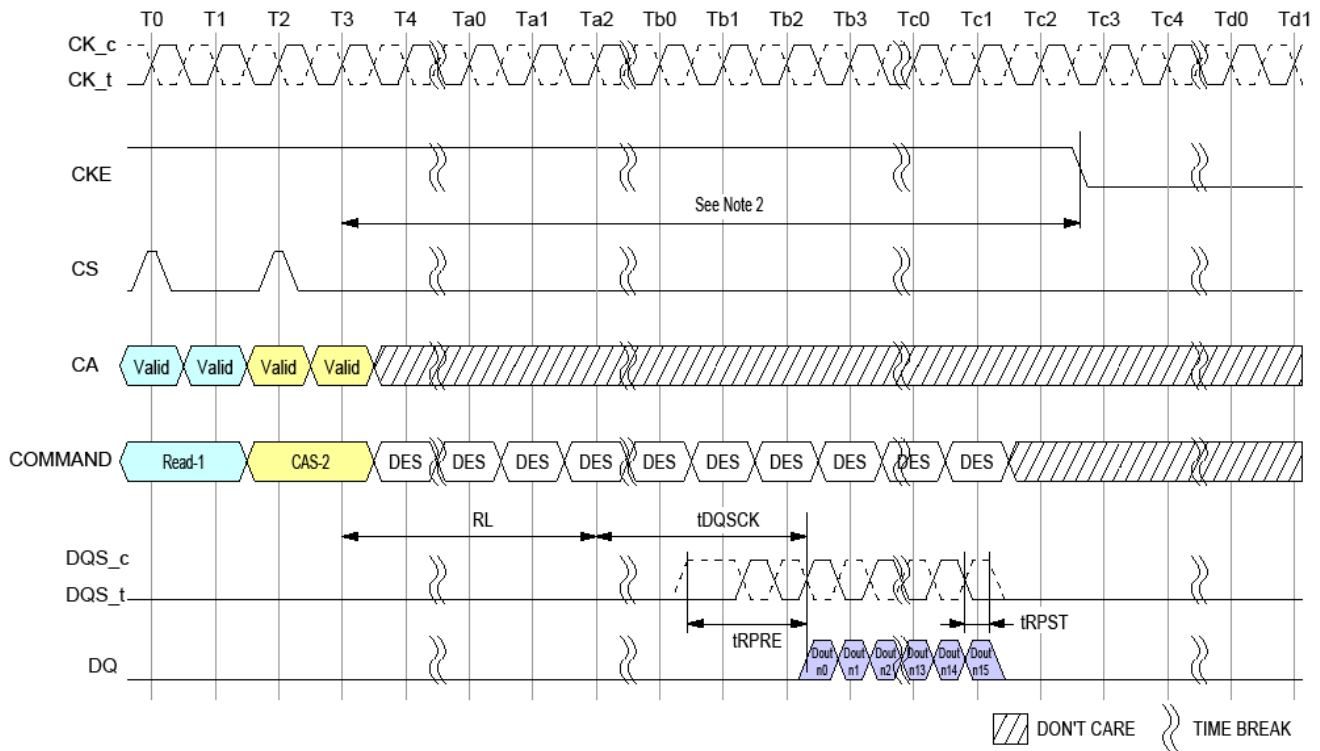 T0 T1 T2 T3 T4 Ta0 Ta1 Ta2 Tb0 Tb1 Tb2 Tb3 Tc0 Tc1 Tc2 Tc3 Tc4 Td0 Td1
CK_c
CK_t
CKE
See Note 2
CS
CA Valid Valid Valid Valid
COMMAND Read-1 CAS-2 DES DES DES DES DES DES DES DES DES DES
RL tDQSCK
DQS_c
DQS_t
tRPRE tRPST
DQ Dout n0 Dout n1 Dout n2 Dout n13 Dout n14 Dout n15
DON'T CARE TIME BREAK